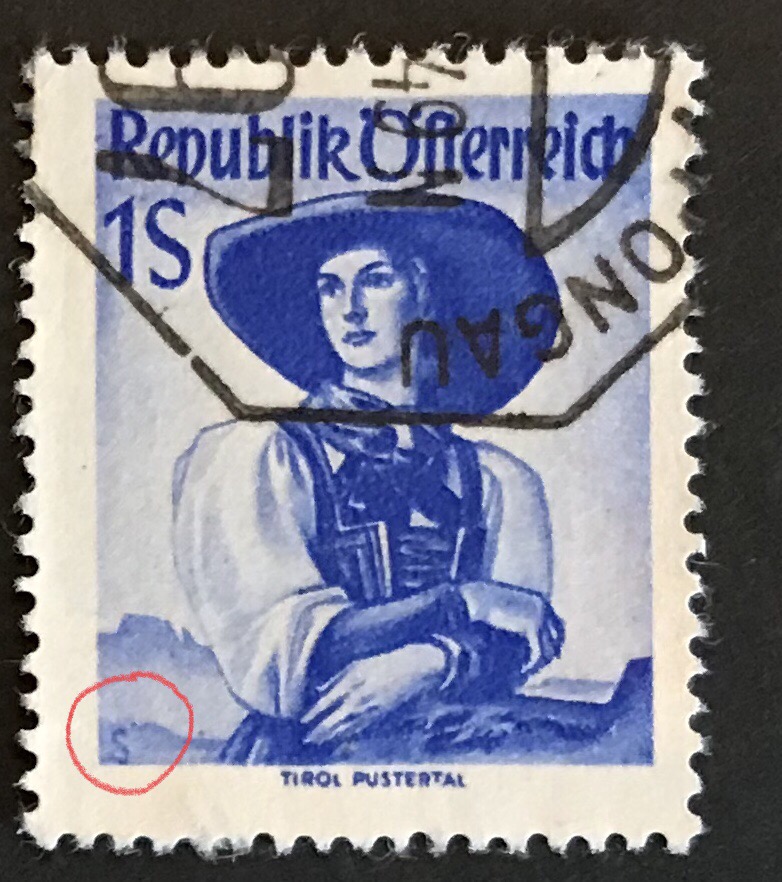 Republik Österreich
1S
S
TIROL PUSTERTAL
ONGAU